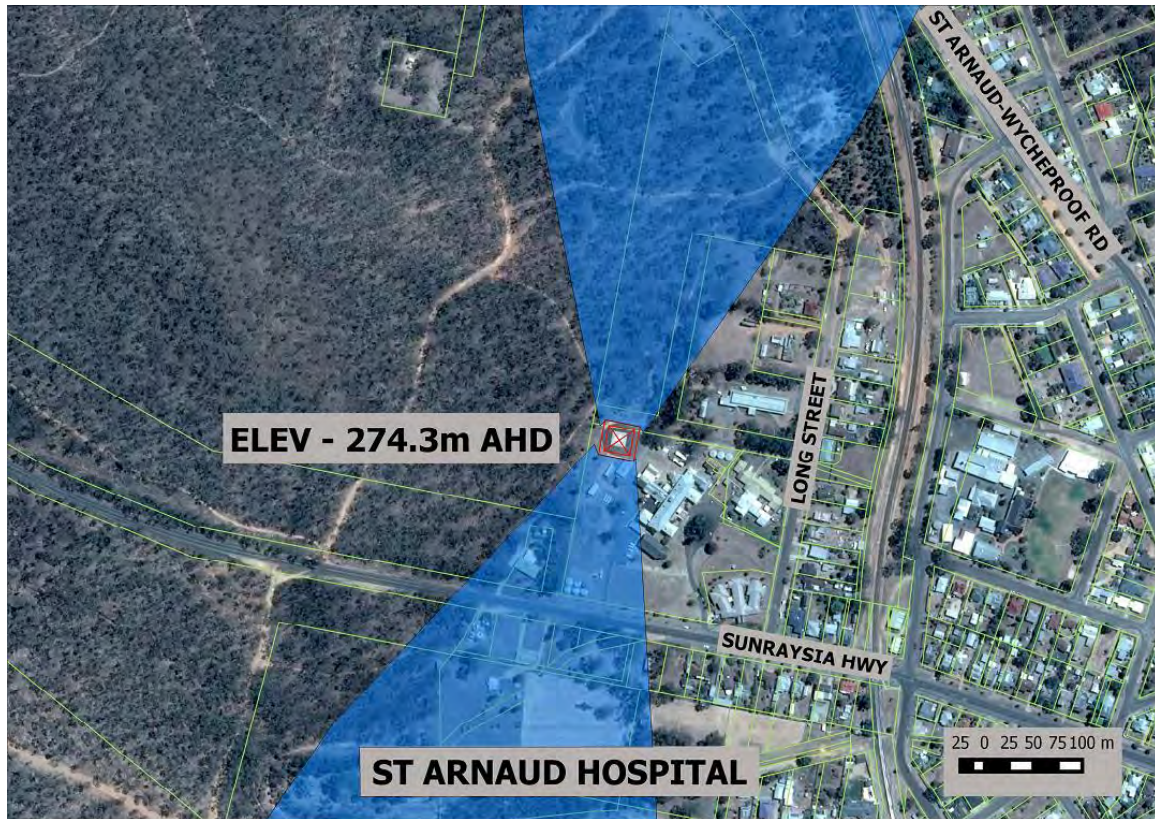 ST ARNAUD-WYCHEPROOF RD
ELEV - 274.3m AHD
LONG STREET
SUNRAYSIA HWY
ST ARNAUD HOSPITAL
25 0 25 50 75 100 m